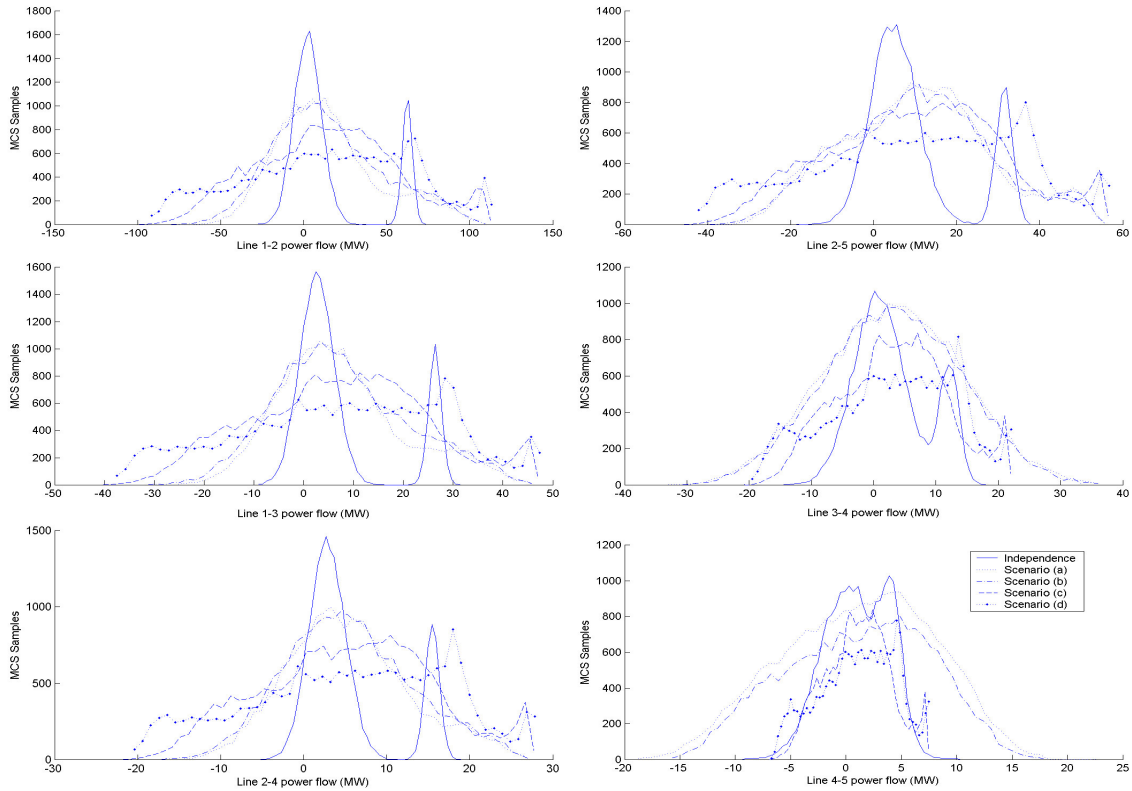 1800
1600
1400
1200
1000
800
600
400
200
0
MCS Samples
-150 -100 -50 0 50 100 150
Line 1-2 power flow (MW)
1400
1200
1000
800
600
400
200
0
MCS Samples
-60 -40 -20 0 20 40 60
Line 2-5 power flow (MW)
1600
1400
1200
1000
800
600
400
200
0
MCS Samples
-50 -40 -30 -20 -10 0 10 20 30 40 50
Line 1-3 power flow (MW)
1200
1000
800
600
400
200
0
MCS Samples
-40 -30 -20 -10 0 10 20 30 40
Line 3-4 power flow (MW)
1500
1000
500
0
MCS Samples
-30 -20 -10 0 10 20 30
Line 2-4 power flow (MW)
1200
1000
800
600
400
200
0
MCS Samples
-20 -15 -10 -5 0 5 10 15 20 25
Line 4-5 power flow (MW)
Independence
Scenario (a)
Scenario (b)
Scenario (c)
Scenario (d)